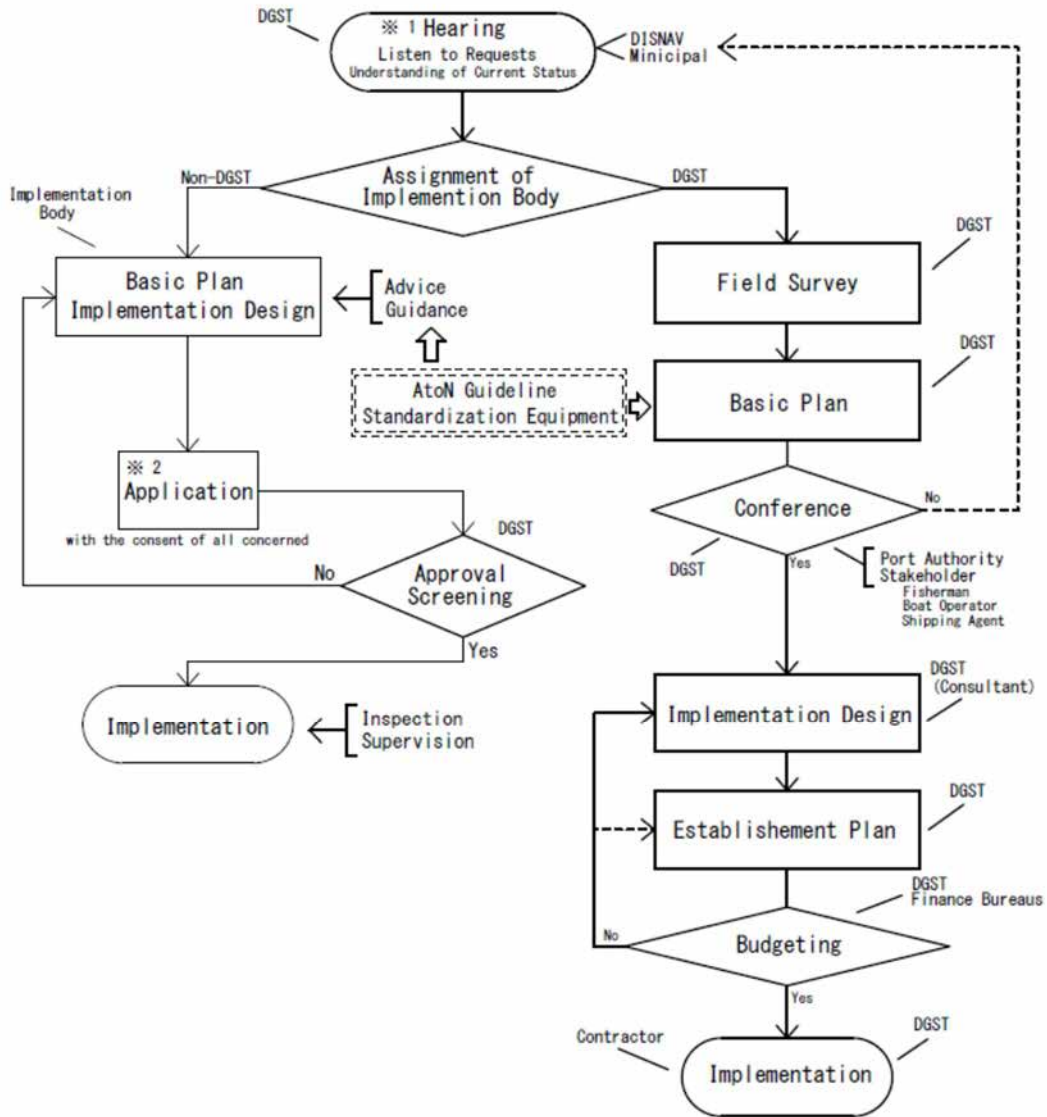 DGST
※ 1 Hearing
Listen to Requests
Understanding of Current Status
DISNAV
Minicipal
Non-DGST
Assignment of
Implemention Body
DGST
Implementation
Body
Basic Plan
Implementation Design
Advice
Guidance
DGST
Field Survey
DGST
AtoN Guideline
Standardization Equipment
Basic Plan
※ 2
Application
with the consent of all concerned
DGST
Conference
No
No
Approval
Screening
DGST
Yes
Port Authority
Stakeholder
Fisherman
Boat Operator
Shipping Agent
Yes
Implementation
Inspection
Supervision
DGST
(Consultant)
Implementation Design
DGST
Establishement Plan
DGST
Finance Bureaus
No
Budgeting
Yes
Contractor
DGST
Implementation